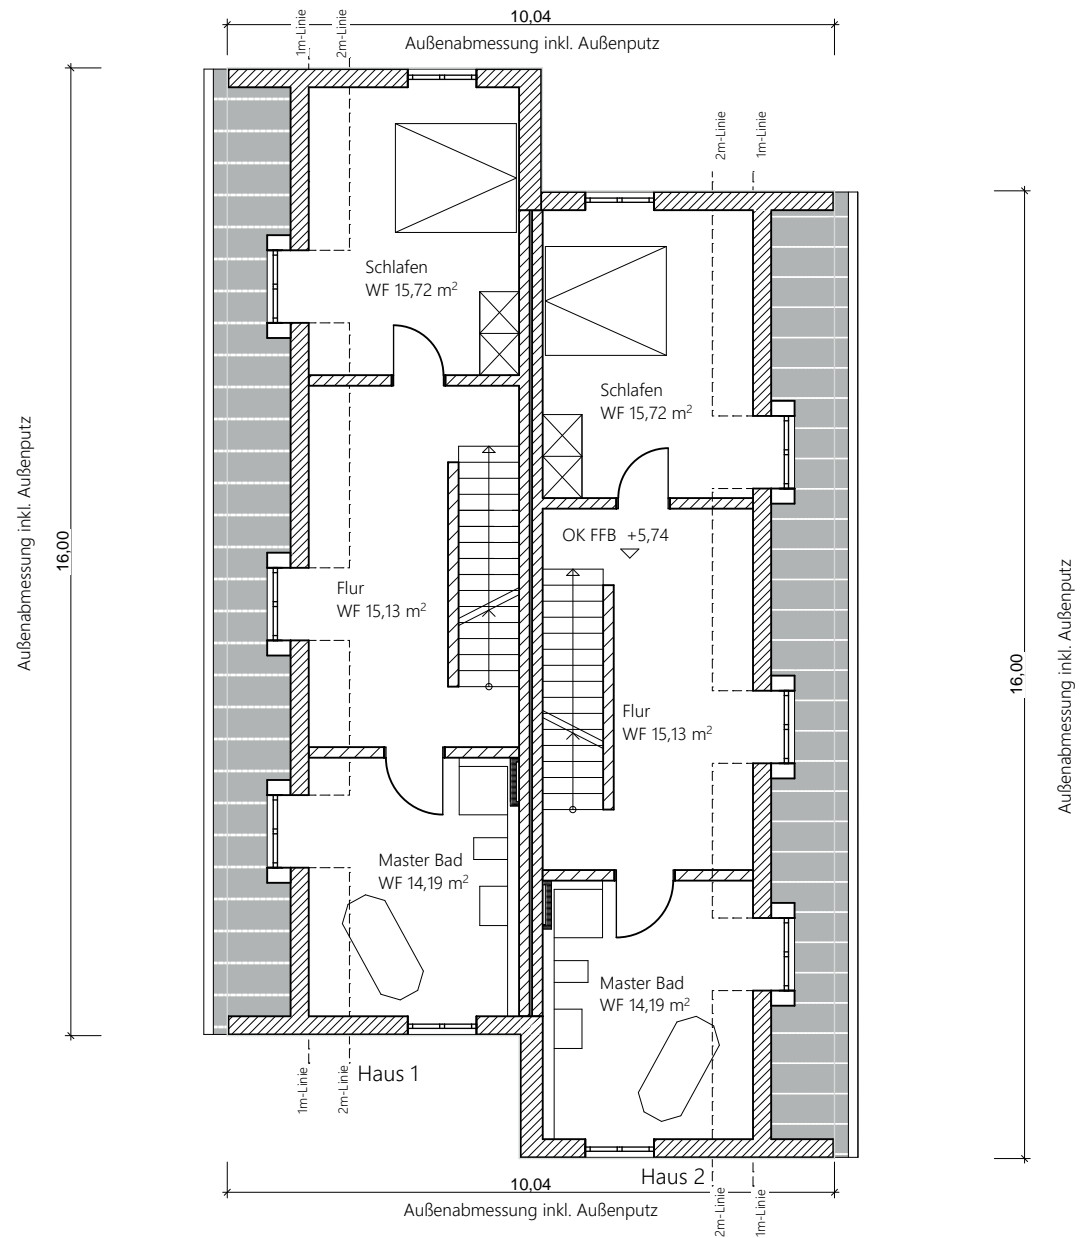 10,04
Außenabmessung inkl. Außenputz
1m-Linie
2m-Linie
2m-Linie
1m-Linie
Schlafen
WF 15,72 m²
Schlafen
WF 15,72 m²
OK FFB +5,74
Außenabmessung inkl. Außenputz
16,00
Flur
WF 15,13 m²
Flur
WF 15,13 m²
16,00
Außenabmessung inkl. Außenputz
Master Bad
WF 14,19 m²
Master Bad
WF 14,19 m²
1m-Linie
2m-Linie
Haus 1
Haus 2
10,04
Außenabmessung inkl. Außenputz
2m-Linie
1m-Linie